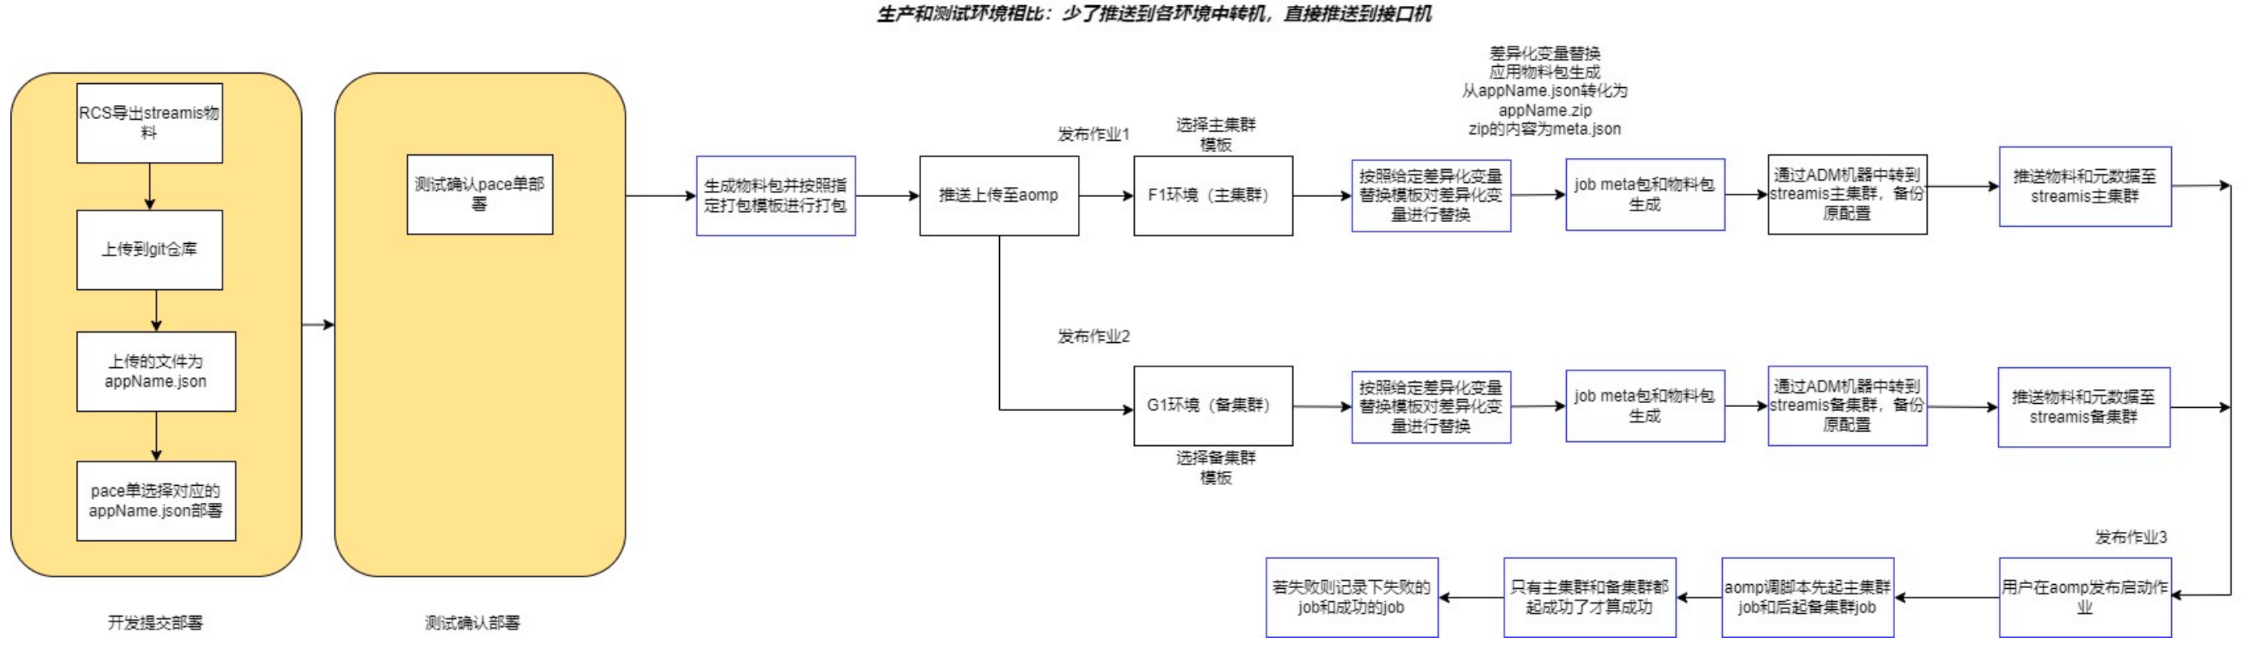 生产和测试环境相比：少了推送到各环境中转机，直接推送到接口机
RCS导出streamis物
料
上传到git仓库
上传的文件为
appName.json
pace单选择对应的
appName.json部署
开发提交部署
测试确认pace单部
署
测试确认部署
生成物料包并按照指
定打包模板进行打包
推送上传至aomp
发布作业1
选择主集群
模板
F1环境（主集群）
差异化变量替换
应用物料包生成
从appName.json转化为
appName.zip
zip的内容为meta.json
按照给定差异化变量
替换模板对差异化变
量进行替换
job meta包和物料包
生成
通过ADM机器中转到
streamis主集群，备份
原配置
推送物料和元数据至
streamis主集群
发布作业2
G1环境（备集群）
选择备集群
模板
按照给定差异化变量
替换模板对差异化变
量进行替换
job meta包和物料包
生成
通过ADM机器中转到
streamis备集群，备份
原配置
推送物料和元数据至
streamis备集群
发布作业3
用户在aomp发布启动作
业
aomp调脚本先起主集群
job和后起备集群job
只有主集群和备集群都
起成功了才算成功
若失败则记录下失败的
job和成功的job